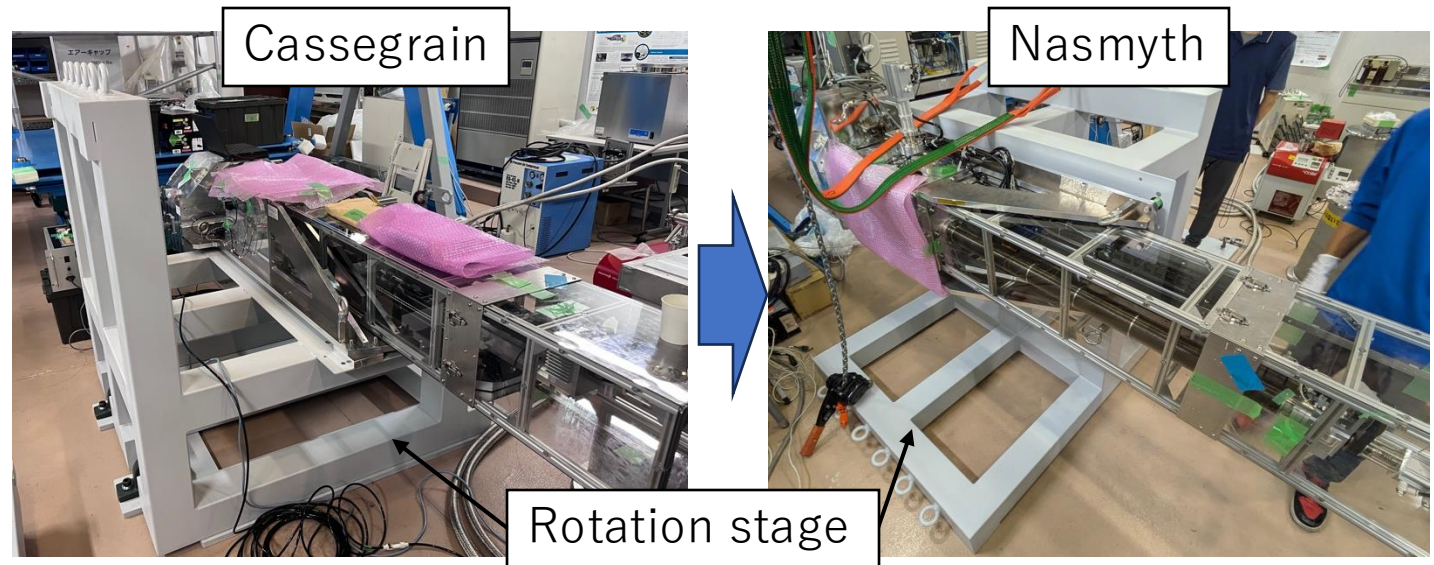 Cassegrain
Nasmyth
エアーキャップ
Rotation stage